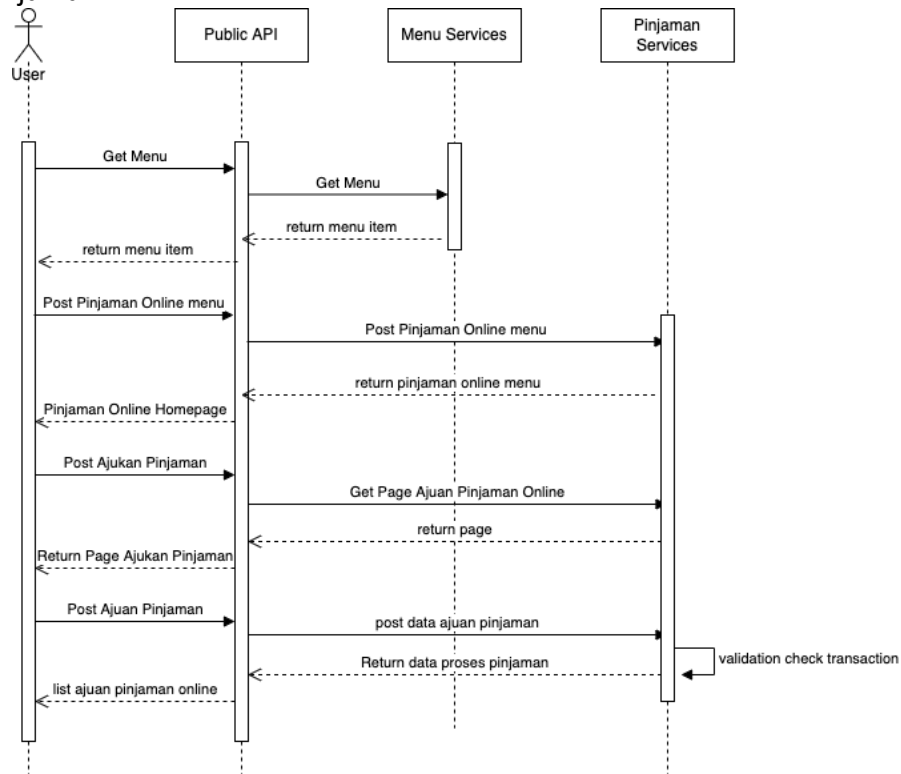 User
Public API
Menu Services
Pinjaman
Services
Get Menu
Get Menu
return menu item
return menu item
Post Pinjaman Online menu
Post Pinjaman Online menu
return pinjaman online menu
Pinjaman Online Homepage
Post Ajukan Pinjaman
Get Page Ajuan Pinjaman Online
return page
Return Page Ajukan Pinjaman
Post Ajuan Pinjaman
post data ajuan pinjaman
validation check transaction
Return data proses pinjaman
list ajuan pinjaman online